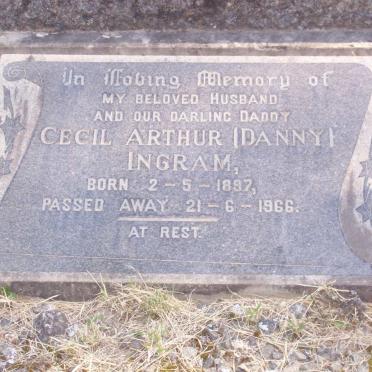 In Loving Memory of
MY BELOVED HUSBAND
AND OUR DARLING DADDY
CECIL ARTHUR (DANNY)
INGRAM,
BORN 2-5-1897,
PASSED AWAY 21-6-1966.
AT REST.